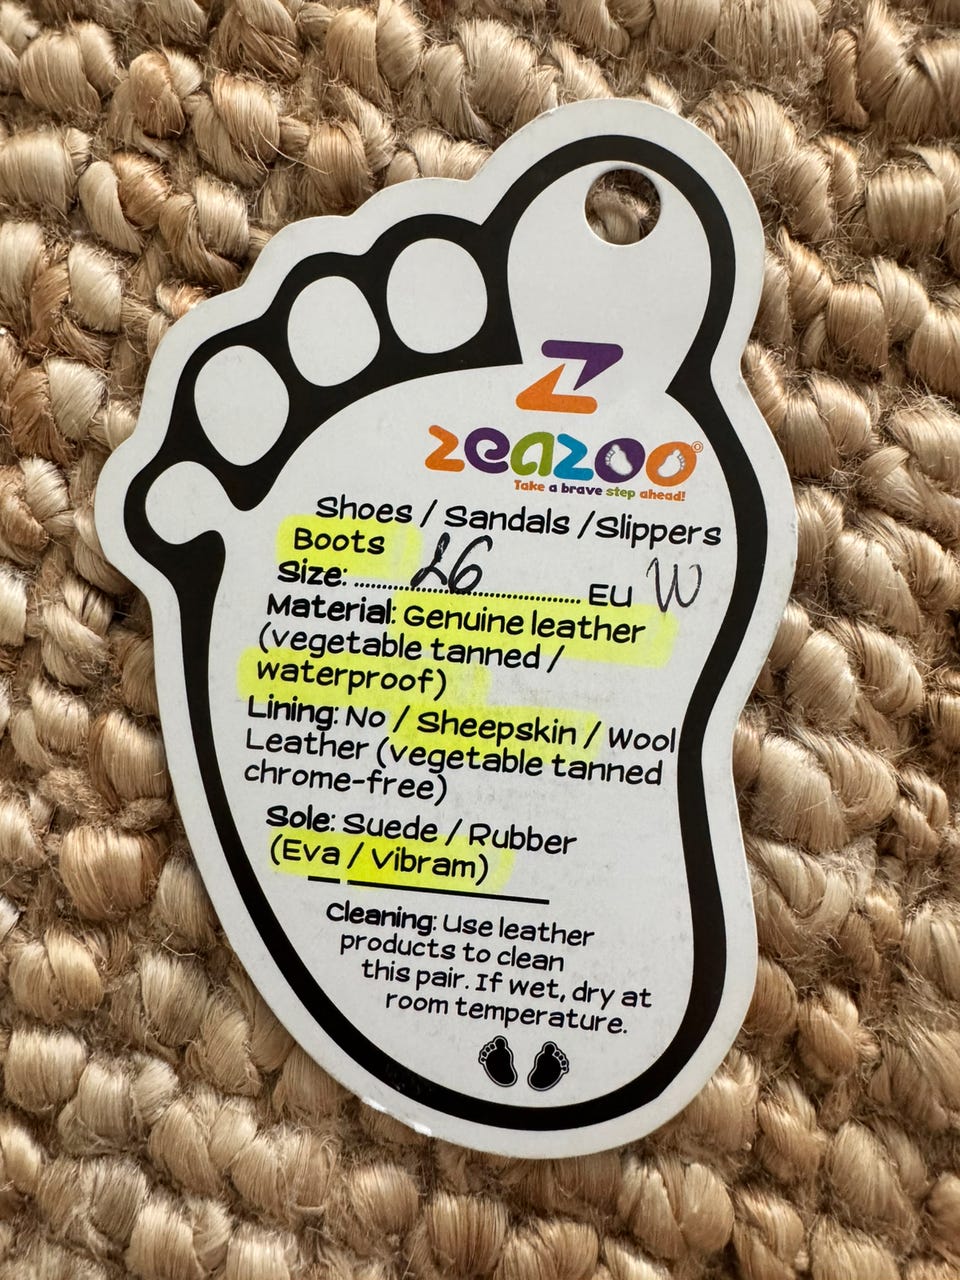 zeazoo®
Take a brave step ahead!
Shoes / Sandals / Slippers
Boots
Size: .......... 26 .......... EU W
Material: Genuine leather
(vegetable tanned /
waterproof)
Lining: No / Sheepskin / Wool
Leather (vegetable tanned
chrome-free)
Sole: Suede / Rubber
(Eva / Vibram)
Cleaning: Use leather
products to clean
this pair. If wet, dry at
room temperature.